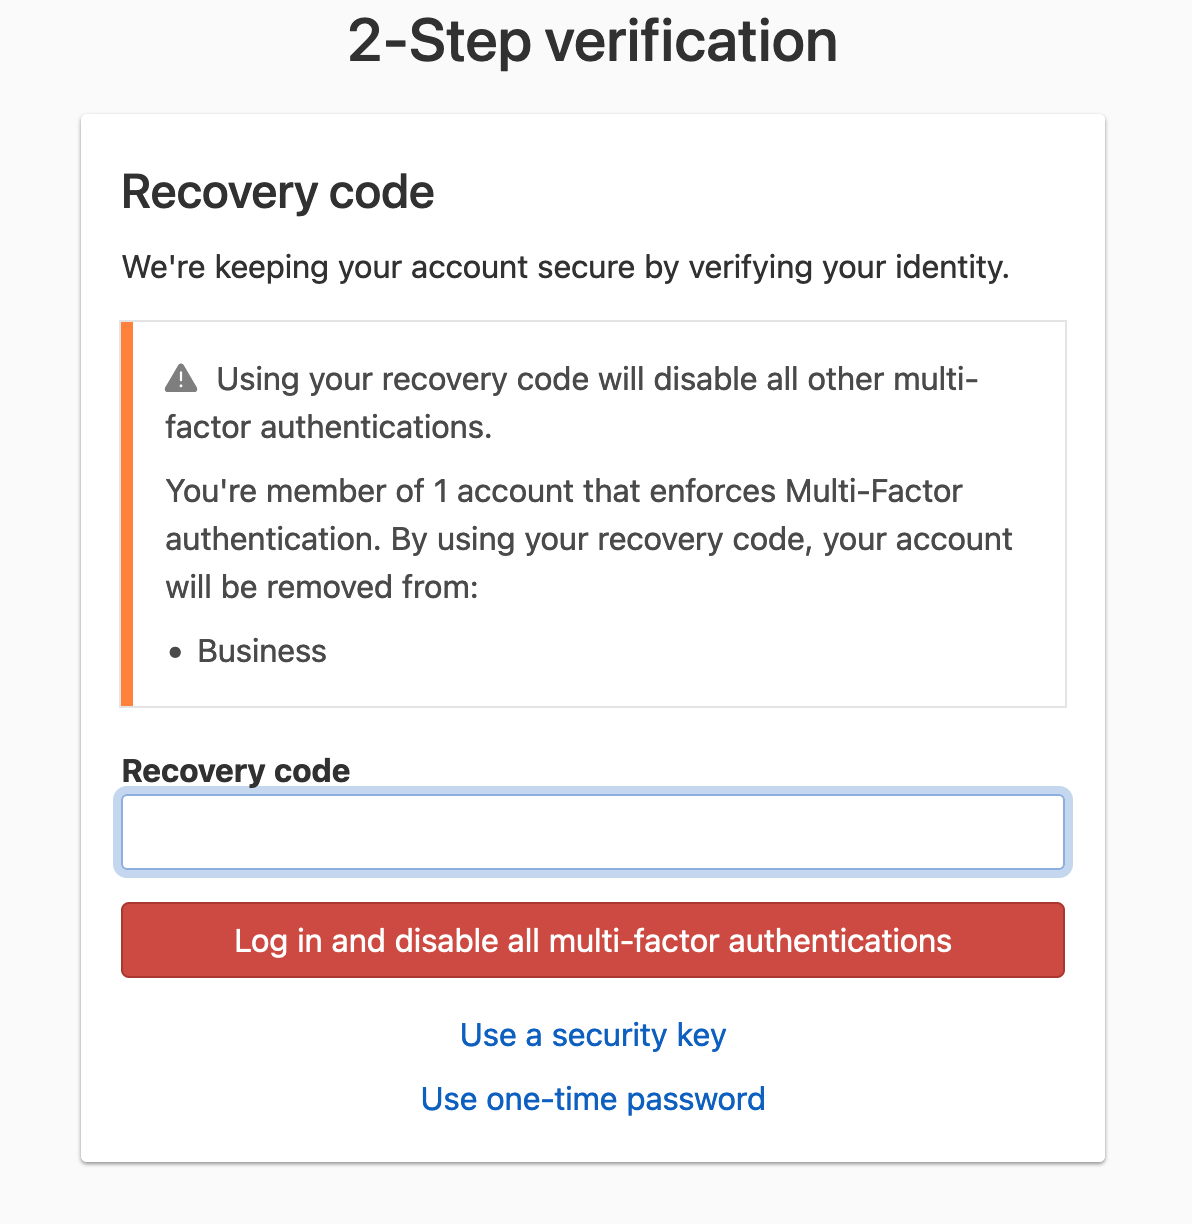 2-Step verification
Recovery code
We're keeping your account secure by verifying your identity.
Using your recovery code will disable all other multi-
factor authentications.
You're member of 1 account that enforces Multi-Factor
authentication. By using your recovery code, your account
will be removed from:
• Business
Recovery code
Log in and disable all multi-factor authentications
Use a security key
Use one-time password